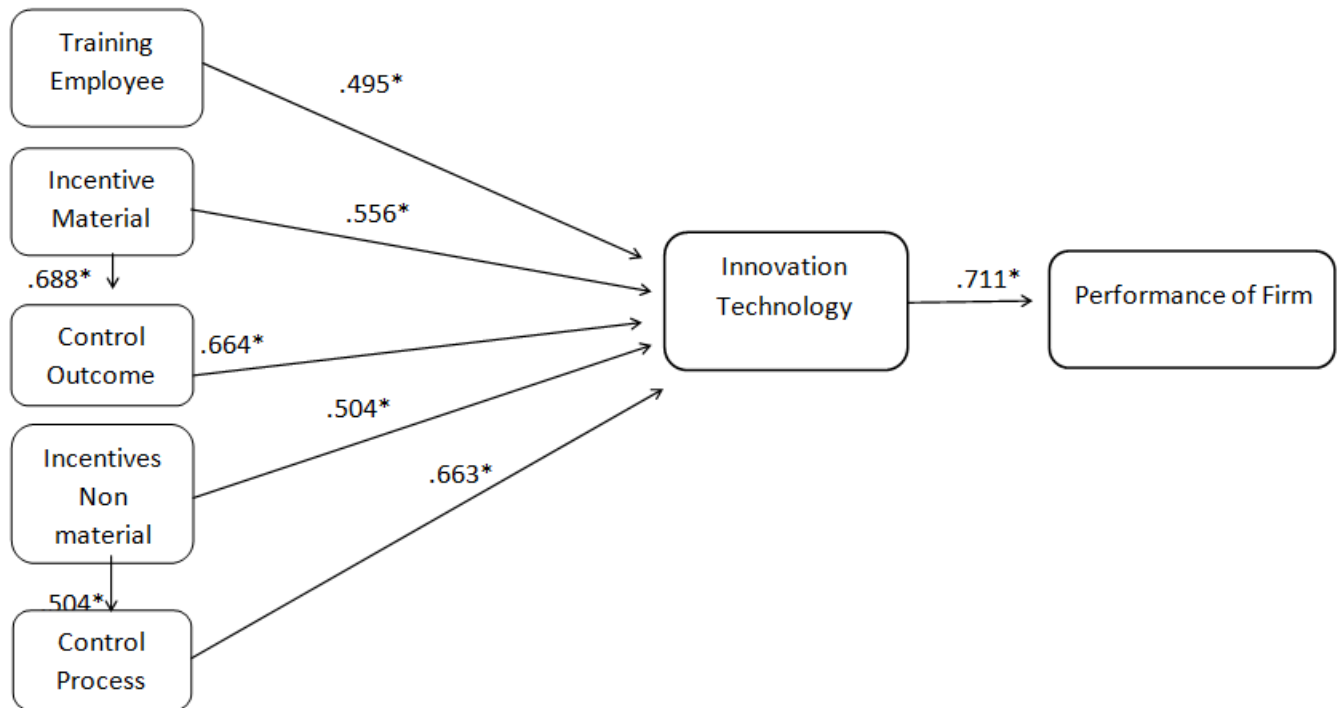 Training
Employee
.495*
Incentive
Material
.556*
.688*
Control
Outcome
.664*
Innovation
Technology
.711*
Performance of Firm
Incentives
Non
material
.504*
.663*
.504*
Control
Process